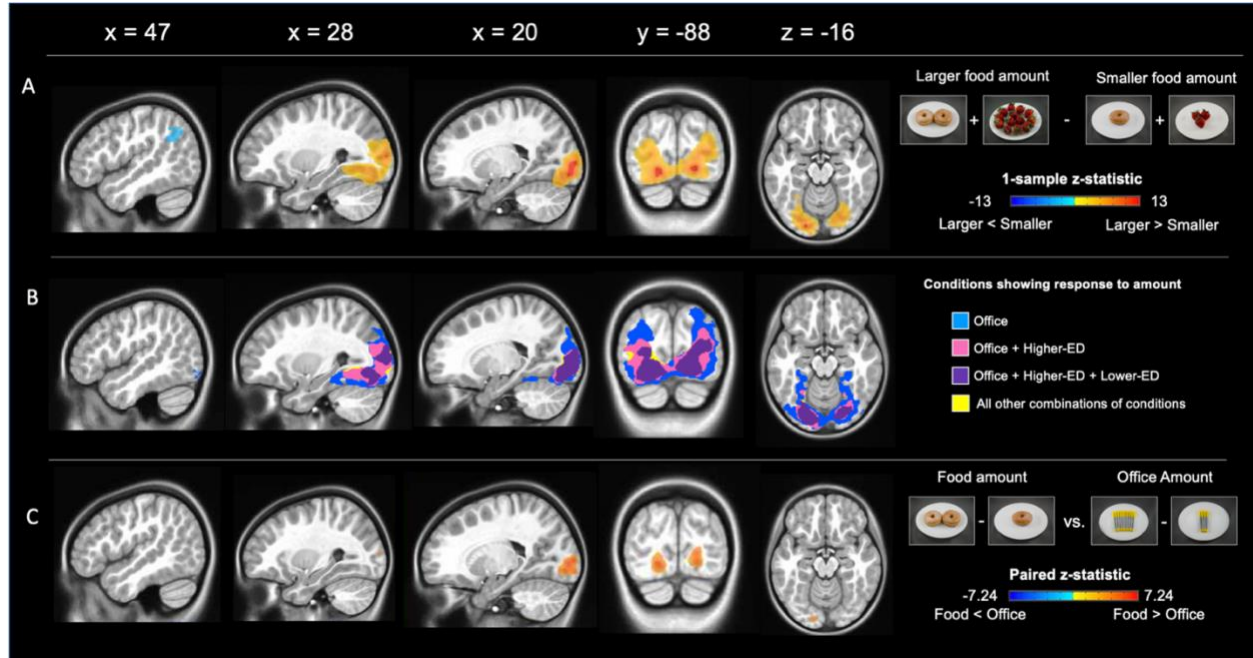 x = 47 x = 28 x = 20 y = -88 z = -16
A
Larger food amount Smaller food amount
+ - +
1-sample z-statistic
-13 13
Larger < Smaller Larger > Smaller
B
Conditions showing response to amount
Office
Office + Higher-ED
Office + Higher-ED + Lower-ED
All other combinations of conditions
C
Food amount Office Amount
- vs. -
Paired z-statistic
-7.24 7.24
Food < Office Food > Office